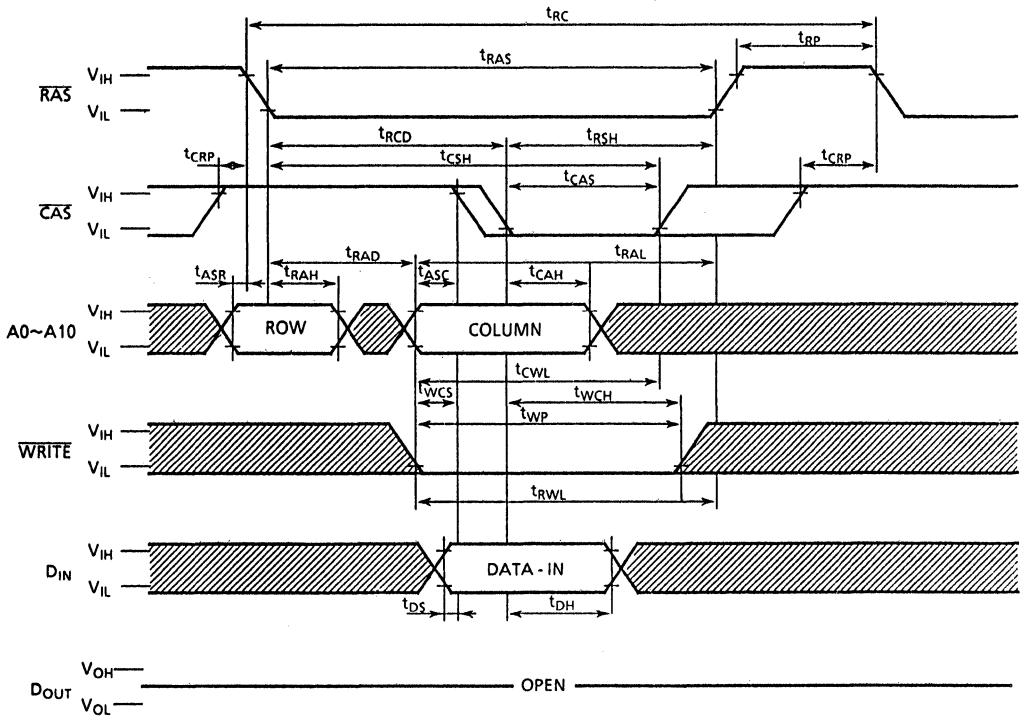 tRC
tRP
tRAS
RAS
VIH
VIL
tRCD
tRSH
tCRP
tCSH
tCRP
tCAS
CAS
VIH
VIL
tRAD
tRAL
tASR
tRAH
tASC
tCAH
A0~A10
VIH
VIL
ROW
COLUMN
tCWL
tWCS
tWCH
tWP
WRITE
VIH
VIL
tRWL
DIN
VIH
VIL
DATA - IN
tDS
tDH
DOUT
VOH
VOL
OPEN